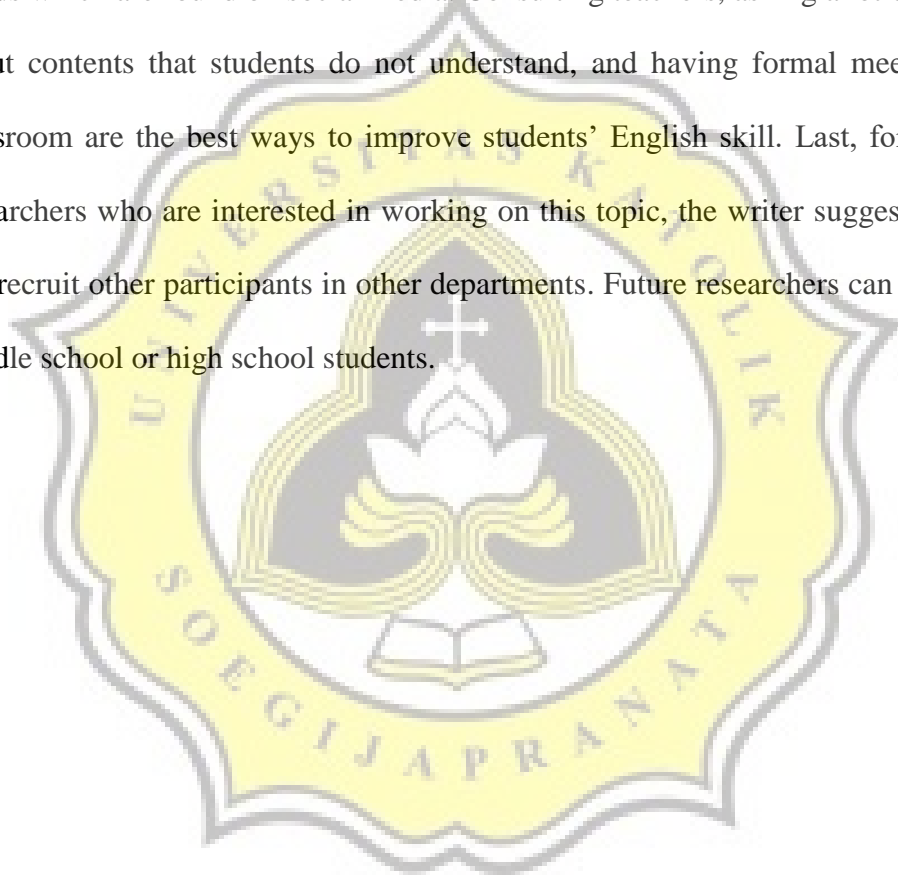 ut contents that students do not understand, and having formal mee
sroom are the best ways to improve students' English skill. Last, for
archers who are interested in working on this topic, the writer sugges
recruit other participants in other departments. Future researchers can
dle school or high school students.
UNIVERSITAS KATOLIK
SOEGIJAPRANATA